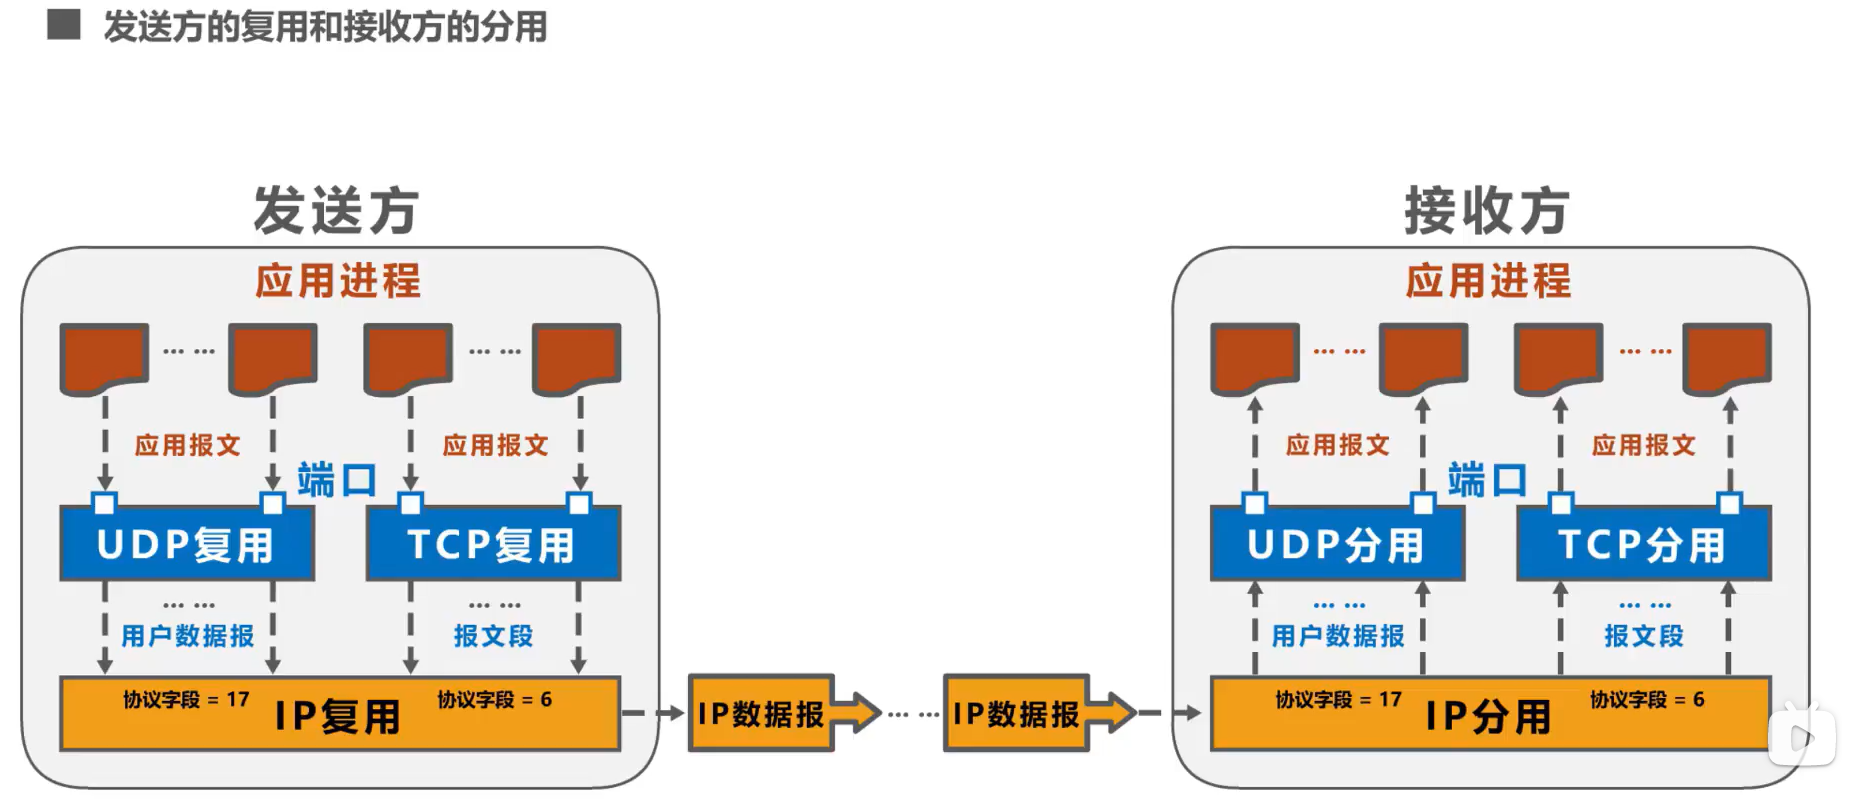 发送方的复用和接收方的分用
发送方
应用进程
... ...
... ...
应用报文
应用报文
端口
UDP复用
TCP复用
... ...
... ...
用户数据报
报文段
协议字段 = 17
协议字段 = 6
IP复用
IP数据报
... ...
IP数据报
接收方
应用进程
... ...
... ...
应用报文
应用报文
端口
UDP分用
TCP分用
... ...
... ...
用户数据报
报文段
协议字段 = 17
协议字段 = 6
IP分用